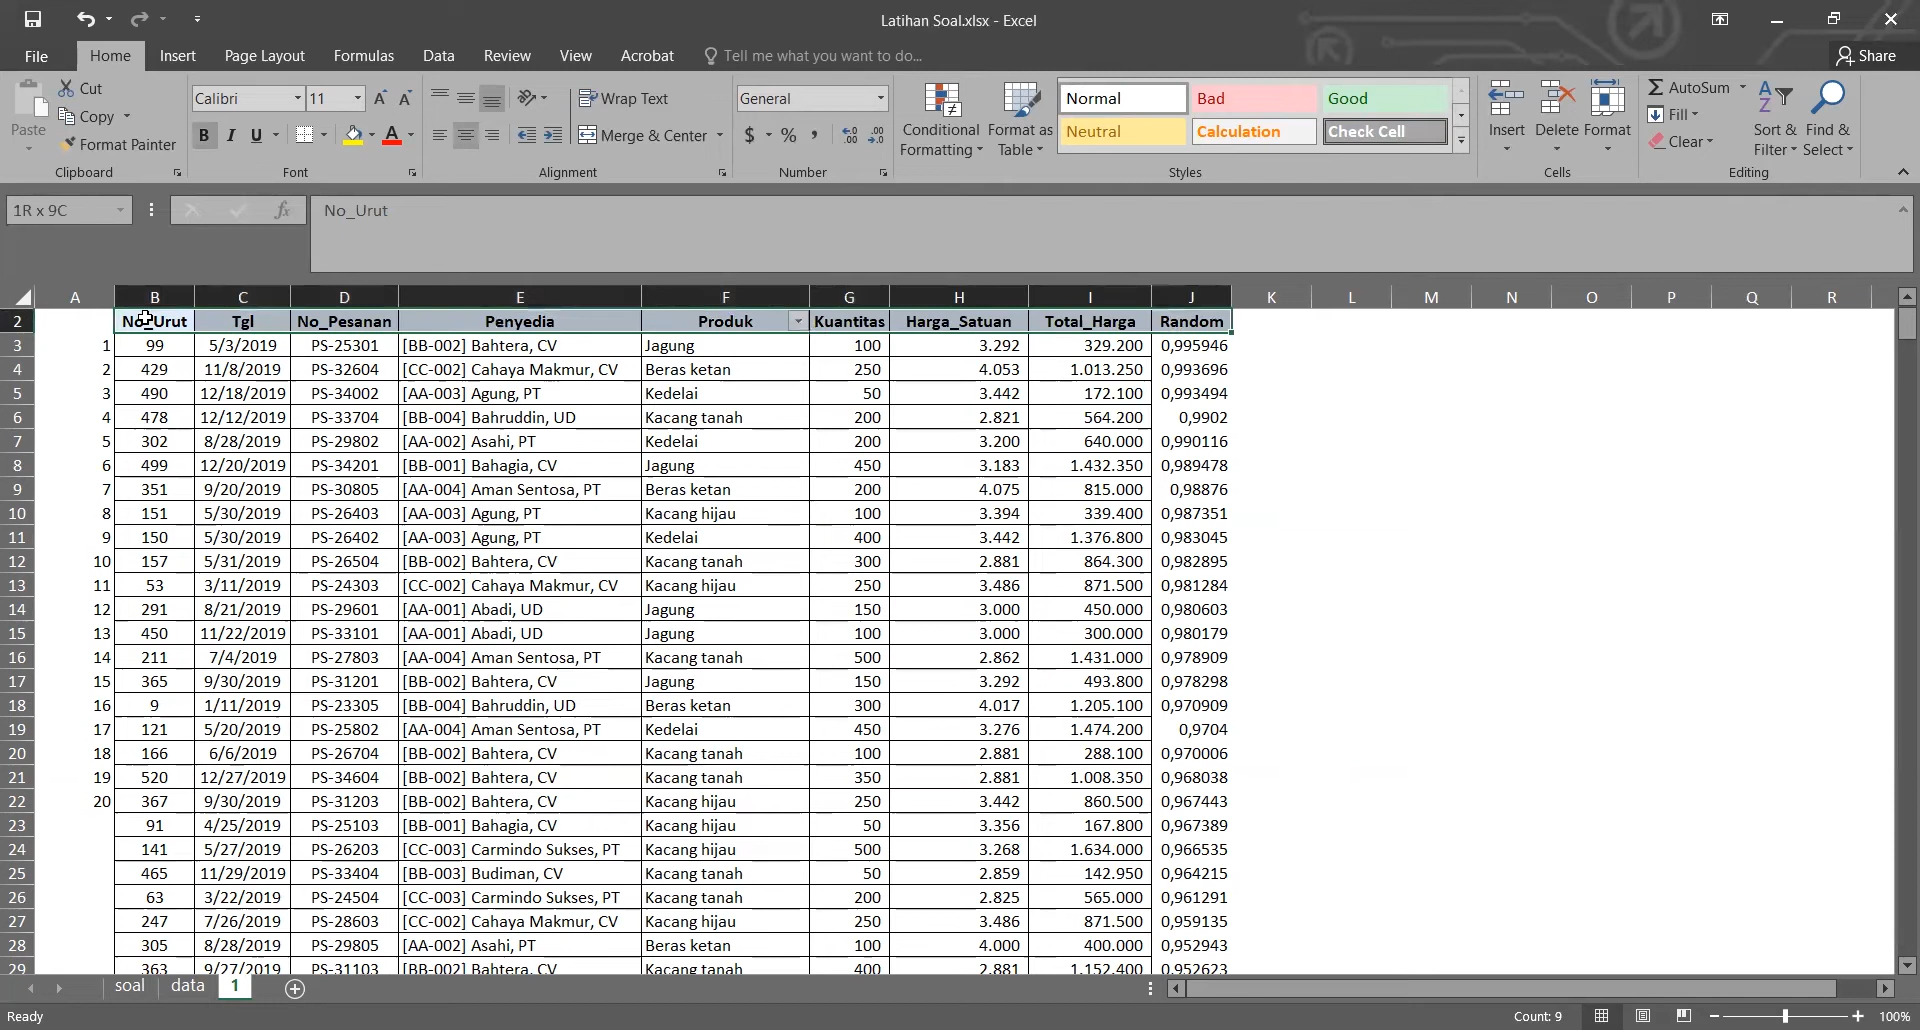 Latihan Soal.xlsx - Excel
File Home Insert Page Layout Formulas Data Review View Acrobat Tell me what you want to do... Share
Paste
Cut
Copy
Format Painter
Clipboard
Calibri 11
B I U
Font
Wrap Text
Merge & Center
Alignment
General
$ % ,
Number
Conditional Formatting
Format as Table
Normal Bad Good
Neutral Calculation Check Cell
Styles
Insert Delete Format
Cells
AutoSum
Fill
Clear
Sort & Filter
Find & Select
Editing
1R x 9C fx No_Urut
A B C D E F G H I J K L M N O P Q R
2 No_Urut Tgl No_Pesanan Penyedia Produk Kuantitas Harga_Satuan Total_Harga Random
3 1 99 5/3/2019 PS-25301 [BB-002] Bahtera, CV Jagung 100 3.292 329.200 0,995946
4 2 429 11/8/2019 PS-32604 [CC-002] Cahaya Makmur, CV Beras ketan 250 4.053 1.013.250 0,993696
5 3 490 12/18/2019 PS-34002 [AA-003] Agung, PT Kedelai 50 3.442 172.100 0,993494
6 4 478 12/12/2019 PS-33704 [BB-004] Bahruddin, UD Kacang tanah 200 2.821 564.200 0,9902
7 5 302 8/28/2019 PS-29802 [AA-002] Asahi, PT Kedelai 200 3.200 640.000 0,990116
8 6 499 12/20/2019 PS-34201 [BB-001] Bahagia, CV Jagung 450 3.183 1.432.350 0,989478
9 7 351 9/20/2019 PS-30805 [AA-004] Aman Sentosa, PT Beras ketan 200 4.075 815.000 0,98876
10 8 151 5/30/2019 PS-26403 [AA-003] Agung, PT Kacang hijau 100 3.394 339.400 0,987351
11 9 150 5/30/2019 PS-26402 [AA-003] Agung, PT Kedelai 400 3.442 1.376.800 0,983045
12 10 157 5/31/2019 PS-26504 [BB-002] Bahtera, CV Kacang tanah 300 2.881 864.300 0,982895
13 11 53 3/11/2019 PS-24303 [CC-002] Cahaya Makmur, CV Kacang hijau 250 3.486 871.500 0,981284
14 12 291 8/21/2019 PS-29601 [AA-001] Abadi, UD Jagung 150 3.000 450.000 0,980603
15 13 450 11/22/2019 PS-33101 [AA-001] Abadi, UD Jagung 100 3.000 300.000 0,980179
16 14 211 7/4/2019 PS-27803 [AA-004] Aman Sentosa, PT Kacang tanah 500 2.862 1.431.000 0,978909
17 15 365 9/30/2019 PS-31201 [BB-002] Bahtera, CV Jagung 150 3.292 493.800 0,978298
18 16 9 1/11/2019 PS-23305 [BB-004] Bahruddin, UD Beras ketan 300 4.017 1.205.100 0,970909
19 17 121 5/20/2019 PS-25802 [AA-004] Aman Sentosa, PT Kedelai 450 3.276 1.474.200 0,9704
20 18 166 6/6/2019 PS-26704 [BB-002] Bahtera, CV Kacang tanah 100 2.881 288.100 0,970006
21 19 520 12/27/2019 PS-34604 [BB-002] Bahtera, CV Kacang tanah 350 2.881 1.008.350 0,968038
22 20 367 9/30/2019 PS-31203 [BB-002] Bahtera, CV Kacang hijau 250 3.442 860.500 0,967443
23 91 4/25/2019 PS-25103 [BB-001] Bahagia, CV Kacang hijau 50 3.356 167.800 0,967389
24 141 5/27/2019 PS-26203 [CC-003] Carmindo Sukses, PT Kacang hijau 500 3.268 1.634.000 0,966535
25 465 11/29/2019 PS-33404 [BB-003] Budiman, CV Kacang tanah 50 2.859 142.950 0,964215
26 63 3/22/2019 PS-24504 [CC-003] Carmindo Sukses, PT Kacang tanah 200 2.825 565.000 0,961291
27 247 7/26/2019 PS-28603 [CC-002] Cahaya Makmur, CV Kacang hijau 250 3.486 871.500 0,959135
28 305 8/28/2019 PS-29805 [AA-002] Asahi, PT Beras ketan 100 4.000 400.000 0,952943
29 363 9/27/2019 PS-31103 [BB-002] Bahtera, CV Kacang tanah 400 2.881 1.152.400 0,952623
soal data 1
Ready Count: 9 100%